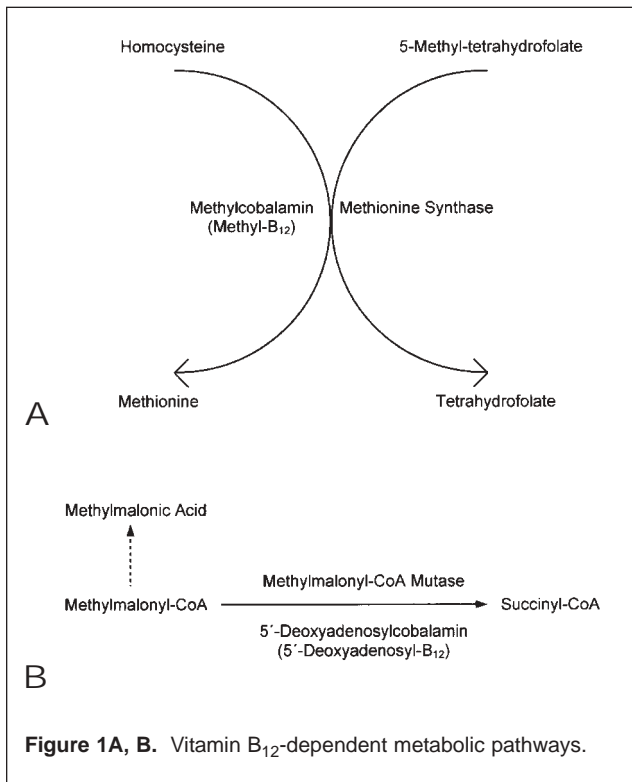 Homocysteine 5-Methyl-tetrahydrofolate
Methylcobalamin Methionine Synthase
(Methyl-B₁₂)
Methionine Tetrahydrofolate
A
Methylmalonic Acid
Methylmalonyl-CoA Mutase
Methylmalonyl-CoA Succinyl-CoA
5´-Deoxyadenosylcobalamin
(5´-Deoxyadenosyl-B₁₂)
B
Figure 1A, B. Vitamin B₁₂-dependent metabolic pathways.